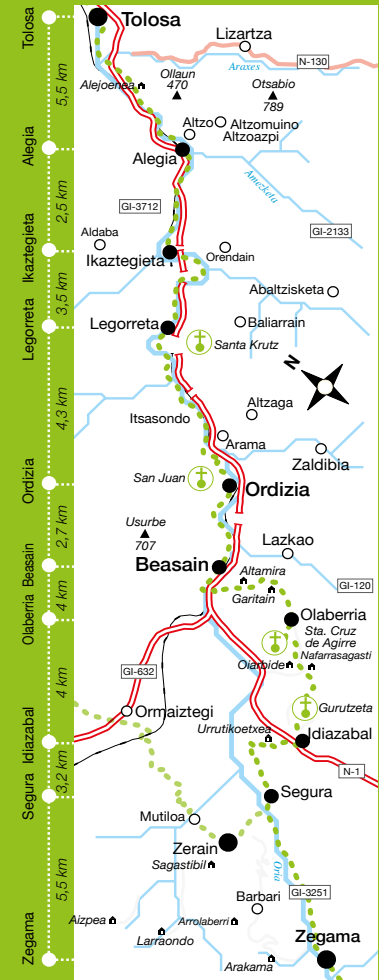 Tolosa
5,5 km
Alegia
2,5 km
Ikaztegieta
3,5 km
Legorreta
4,3 km
Ordizia
2,7 km
Beasain
4 km
Olaberria
4 km
Idiazabal
3,2 km
Segura
5,5 km
Zegama
Tolosa
Lizartza
N-130
Araxes
Ollaun
470
Otsabio
789
Alejoenea
Altzo
Altzomuino
Altzoazpi
Alegia
Amezketa
GI-3712
GI-2133
Aldaba
Ikaztegieta
Orendain
Abaltzisketa
Legorreta
Baliarrain
Santa Krutz
N
Altzaga
Itsasondo
Arama
Zaldibia
San Juan
Ordizia
Usurbe
707
Lazkao
Beasain
Altamira
GI-120
Garitain
Olaberria
Sta. Cruz
de Agirre
Nafarrasagasti
Oiarbide
GI-632
Gurutzeta
Ormaiztegi
Urrutikoetxea
Idiazabal
N-1
Segura
Mutiloa
Zerain
Sagastibil
Oria
GI-3251
Barbari
Aizpea
Arrolaberri
Larraondo
Zegama
Arakama